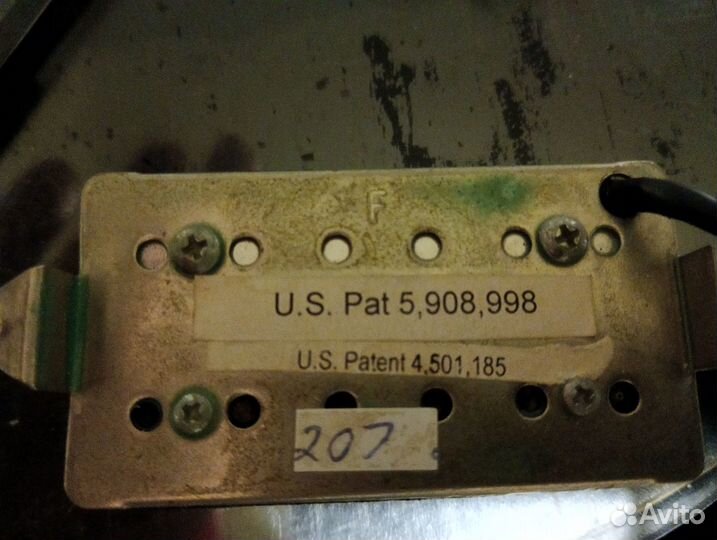 F
U.S. Pat 5,908,998
U.S. Patent 4,501,185
207
Avito